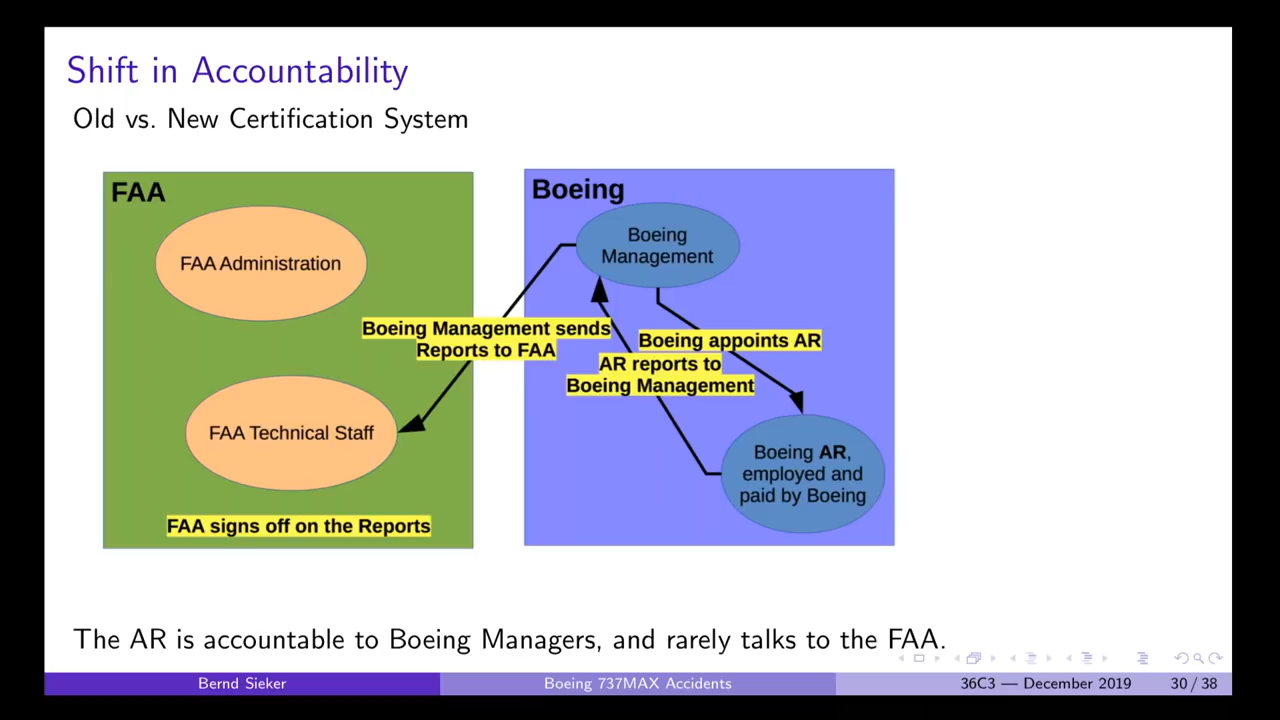 Shift in Accountability
Old vs. New Certification System
FAA
FAA Administration
FAA Technical Staff
FAA signs off on the Reports
Boeing Management sends
Reports to FAA
Boeing
Boeing
Management
Boeing appoints AR
AR reports to
Boeing Management
Boeing AR,
employed and
paid by Boeing
The AR is accountable to Boeing Managers, and rarely talks to the FAA.
Bernd Sieker
Boeing 737MAX Accidents
36C3 — December 2019
30 / 38